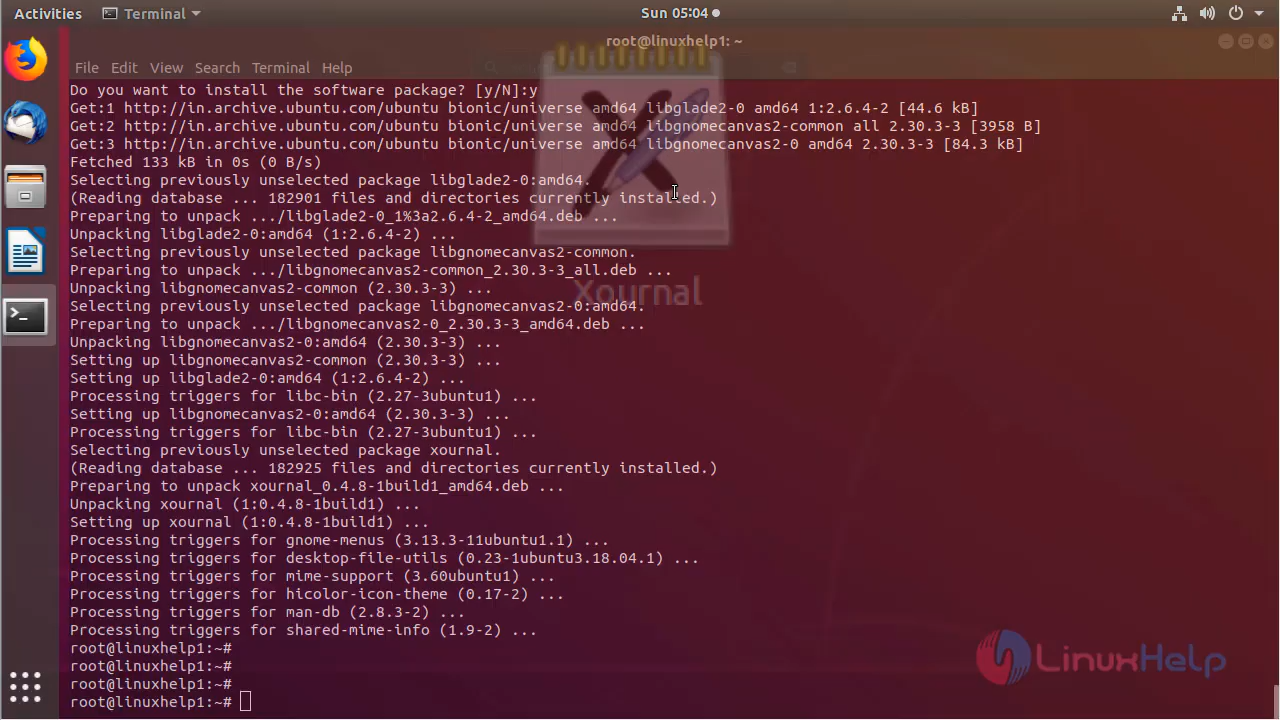 Activities Terminal Sun 05:04
root@linuxhelp1: ~
File Edit View Search Terminal Help
Do you want to install the software package? [y/N]:y
Get:1 http://in.archive.ubuntu.com/ubuntu bionic/universe amd64 libglade2-0 amd64 1:2.6.4-2 [44.6 kB]
Get:2 http://in.archive.ubuntu.com/ubuntu bionic/universe amd64 libgnomecanvas2-common all 2.30.3-3 [3958 B]
Get:3 http://in.archive.ubuntu.com/ubuntu bionic/universe amd64 libgnomecanvas2-0 amd64 2.30.3-3 [84.3 kB]
Fetched 133 kB in 0s (0 B/s)
Selecting previously unselected package libglade2-0:amd64.
(Reading database ... 182901 files and directories currently installed.)
Preparing to unpack .../libglade2-0_1%3a2.6.4-2_amd64.deb ...
Unpacking libglade2-0:amd64 (1:2.6.4-2) ...
Selecting previously unselected package libgnomecanvas2-common.
Preparing to unpack .../libgnomecanvas2-common_2.30.3-3_all.deb ...
Unpacking libgnomecanvas2-common (2.30.3-3) ...
Xournal
Selecting previously unselected package libgnomecanvas2-0:amd64.
Preparing to unpack .../libgnomecanvas2-0_2.30.3-3_amd64.deb ...
Unpacking libgnomecanvas2-0:amd64 (2.30.3-3) ...
Setting up libgnomecanvas2-common (2.30.3-3) ...
Setting up libglade2-0:amd64 (1:2.6.4-2) ...
Processing triggers for libc-bin (2.27-3ubuntu1) ...
Setting up libgnomecanvas2-0:amd64 (2.30.3-3) ...
Processing triggers for libc-bin (2.27-3ubuntu1) ...
Selecting previously unselected package xournal.
(Reading database ... 182925 files and directories currently installed.)
Preparing to unpack xournal_0.4.8-1build1_amd64.deb ...
Unpacking xournal (1:0.4.8-1build1) ...
Setting up xournal (1:0.4.8-1build1) ...
Processing triggers for gnome-menus (3.13.3-11ubuntu1.1) ...
Processing triggers for desktop-file-utils (0.23-1ubuntu3.18.04.1) ...
Processing triggers for mime-support (3.60ubuntu1) ...
Processing triggers for hicolor-icon-theme (0.17-2) ...
Processing triggers for man-db (2.8.3-2) ...
Processing triggers for shared-mime-info (1.9-2) ...
root@linuxhelp1:~#
root@linuxhelp1:~#
root@linuxhelp1:~#
root@linuxhelp1:~#
LinuxHelp